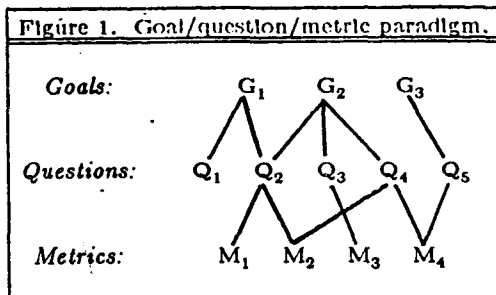 Figure 1. Goal/question/metric paradigm.
Goals: G₁ G₂ G₃
Questions: Q₁ Q₂ Q₃ Q₄ Q₅
Metrics: M₁ M₂ M₃ M₄